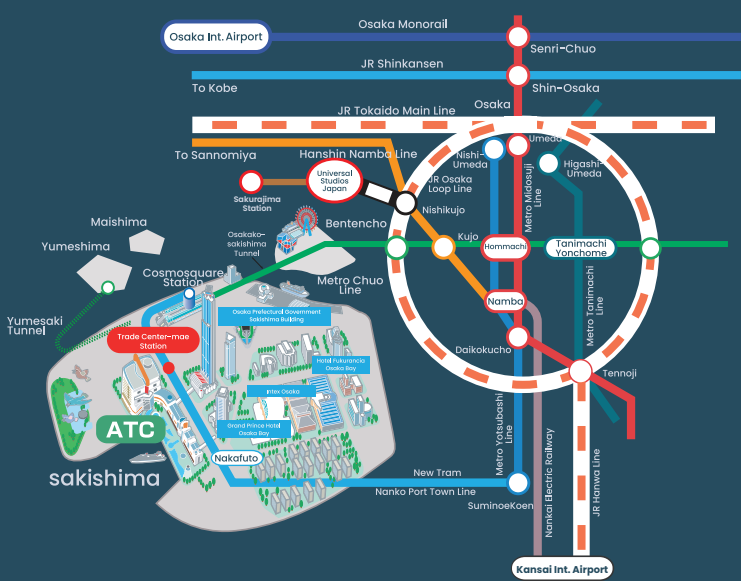 Osaka Monorail
Osaka Int. Airport
Senri-Chuo
JR Shinkansen
To Kobe
Shin-Osaka
Osaka
JR Tokaido Main Line
Umeda
To Sannomiya
Hanshin Namba Line
Nishi-
Umeda
Higashi-
Umeda
Universal
Studios
Japan
JR Osaka
Loop Line
Metro Midosuji
Line
Sakurajima
Station
Nishikujo
Maishima
Bentencho
Osakako-
sakishima
Tunnel
Kujo
Hommachi
Tanimachi
Yonchome
Yumeshima
Cosmosquare
Station
Metro Chuo
Line
Metro Tanimachi
Line
Namba
Osaka Prefectural Government
Sakishima Building
Yumesaki
Tunnel
Trade Center-mae
Station
Daikokucho
Hotel Fukuracia
Osaka Bay
Tennoji
Intex Osaka
ATC
Grand Prince Hotel
Osaka Bay
Metro Yotsubashi
Line
Nakafuto
sakishima
New Tram
Nanko Port Town Line
SuminoeKoen
Nankai Electric Railway
JR Hanwa Line
Kansai Int. Airport